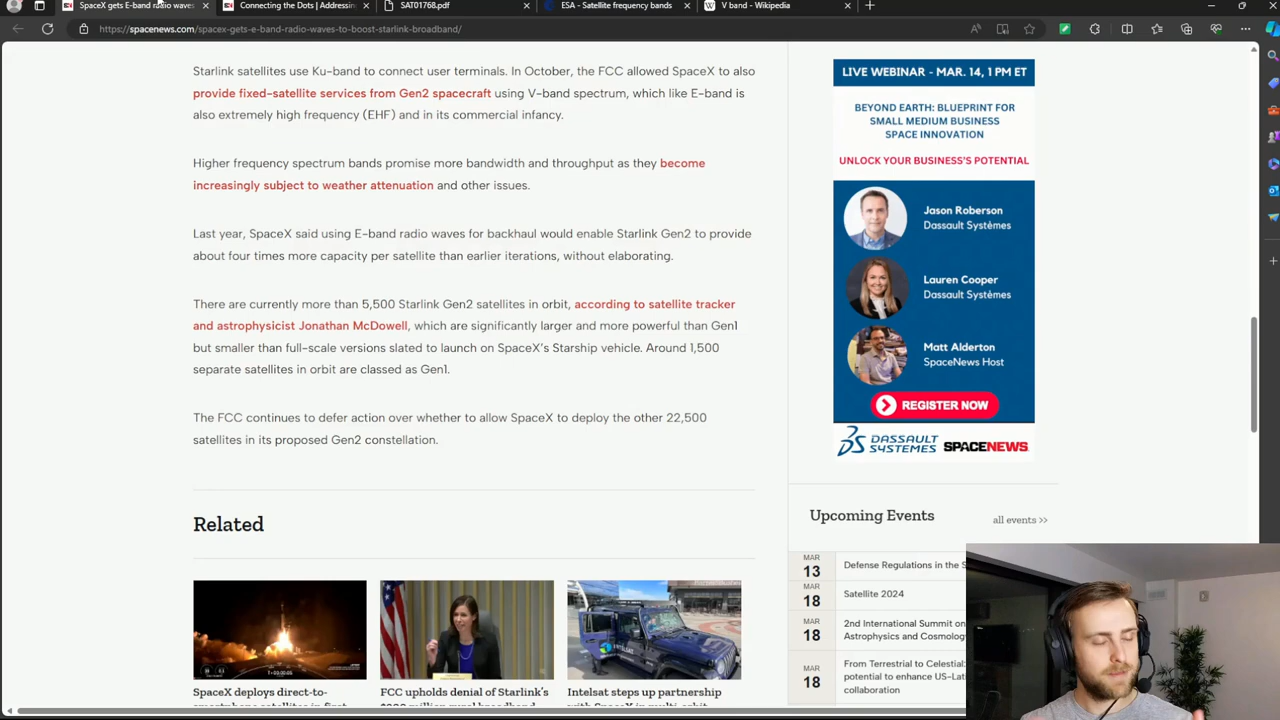 SpaceX gets E-band radio waves
Connecting the Dots | Addressin
SAT01768.pdf
ESA - Satellite frequency bands
V band - Wikipedia
https://spacenews.com/spacex-gets-e-band-radio-waves-to-boost-starlink-broadband/
Starlink satellites use Ku-band to connect user terminals. In October, the FCC allowed SpaceX to also
provide fixed-satellite services from Gen2 spacecraft using V-band spectrum, which like E-band is
also extremely high frequency (EHF) and in its commercial infancy.
Higher frequency spectrum bands promise more bandwidth and throughput as they become
increasingly subject to weather attenuation and other issues.
Last year, SpaceX said using E-band radio waves for backhaul would enable Starlink Gen2 to provide
about four times more capacity per satellite than earlier iterations, without elaborating.
There are currently more than 5,500 Starlink Gen2 satellites in orbit, according to satellite tracker
and astrophysicist Jonathan McDowell, which are significantly larger and more powerful than Gen1
but smaller than full-scale versions slated to launch on SpaceX's Starship vehicle. Around 1,500
separate satellites in orbit are classed as Gen1.
The FCC continues to defer action over whether to allow SpaceX to deploy the other 22,500
satellites in its proposed Gen2 constellation.
Related
SpaceX deploys direct-to-
FCC upholds denial of Starlink's
Intelsat steps up partnership
with SpaceX in multi-orbit
LIVE WEBINAR - MAR. 14, 1 PM ET
BEYOND EARTH: BLUEPRINT FOR
SMALL MEDIUM BUSINESS
SPACE INNOVATION
UNLOCK YOUR BUSINESS'S POTENTIAL
Jason Roberson
Dassault Systèmes
Lauren Cooper
Dassault Systèmes
Matt Alderton
SpaceNews Host
REGISTER NOW
DASSAULT SYSTEMES
SPACENEWS
Upcoming Events
all events >>
MAR 13
Defense Regulations in the S
MAR 18
Satellite 2024
MAR 18
2nd International Summit on
Astrophysics and Cosmology
MAR 18
From Terrestrial to Celestial:
potential to enhance US-Lati
collaboration